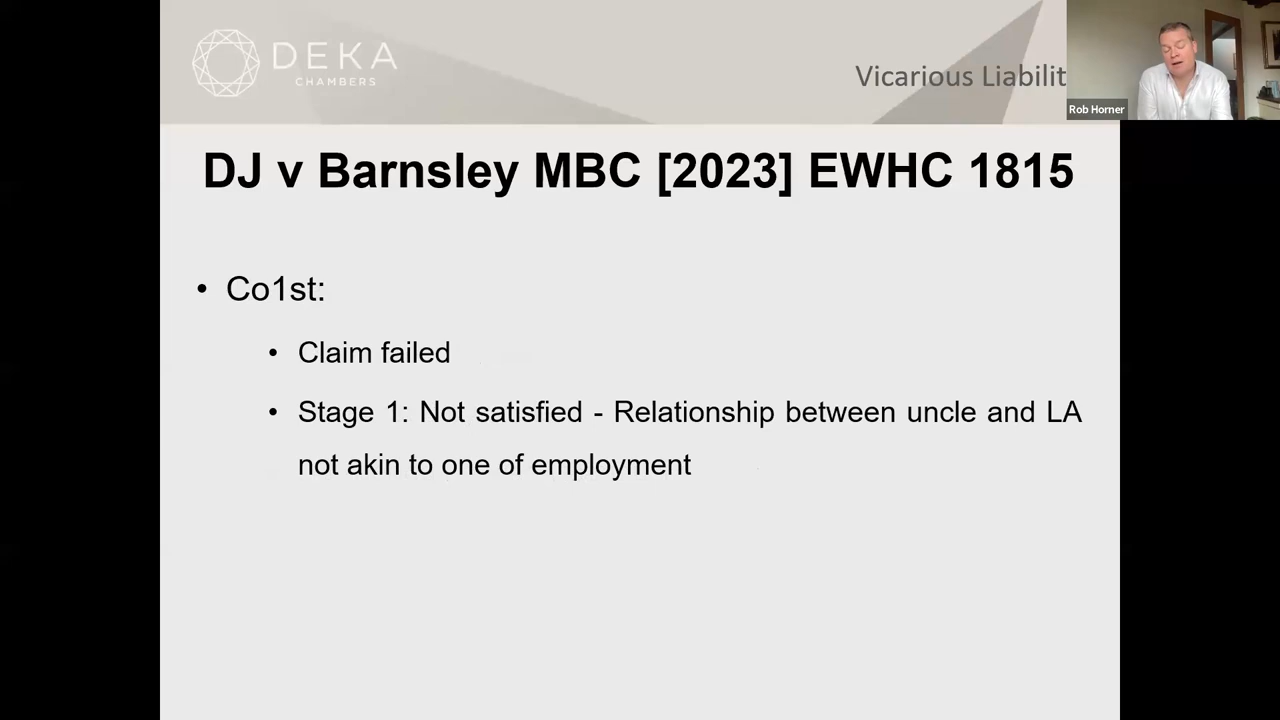 DEKA
CHAMBERS
Vicarious Liabilit
Rob Horner
DJ v Barnsley MBC [2023] EWHC 1815
• Co1st:
• Claim failed
• Stage 1: Not satisfied - Relationship between uncle and LA
not akin to one of employment